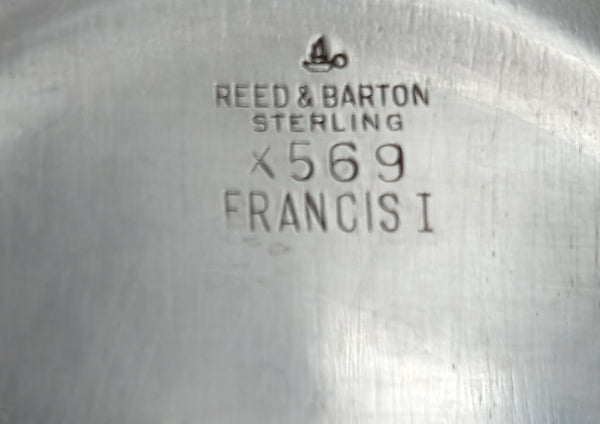 REED & BARTON
STERLING
X569
FRANCIS I